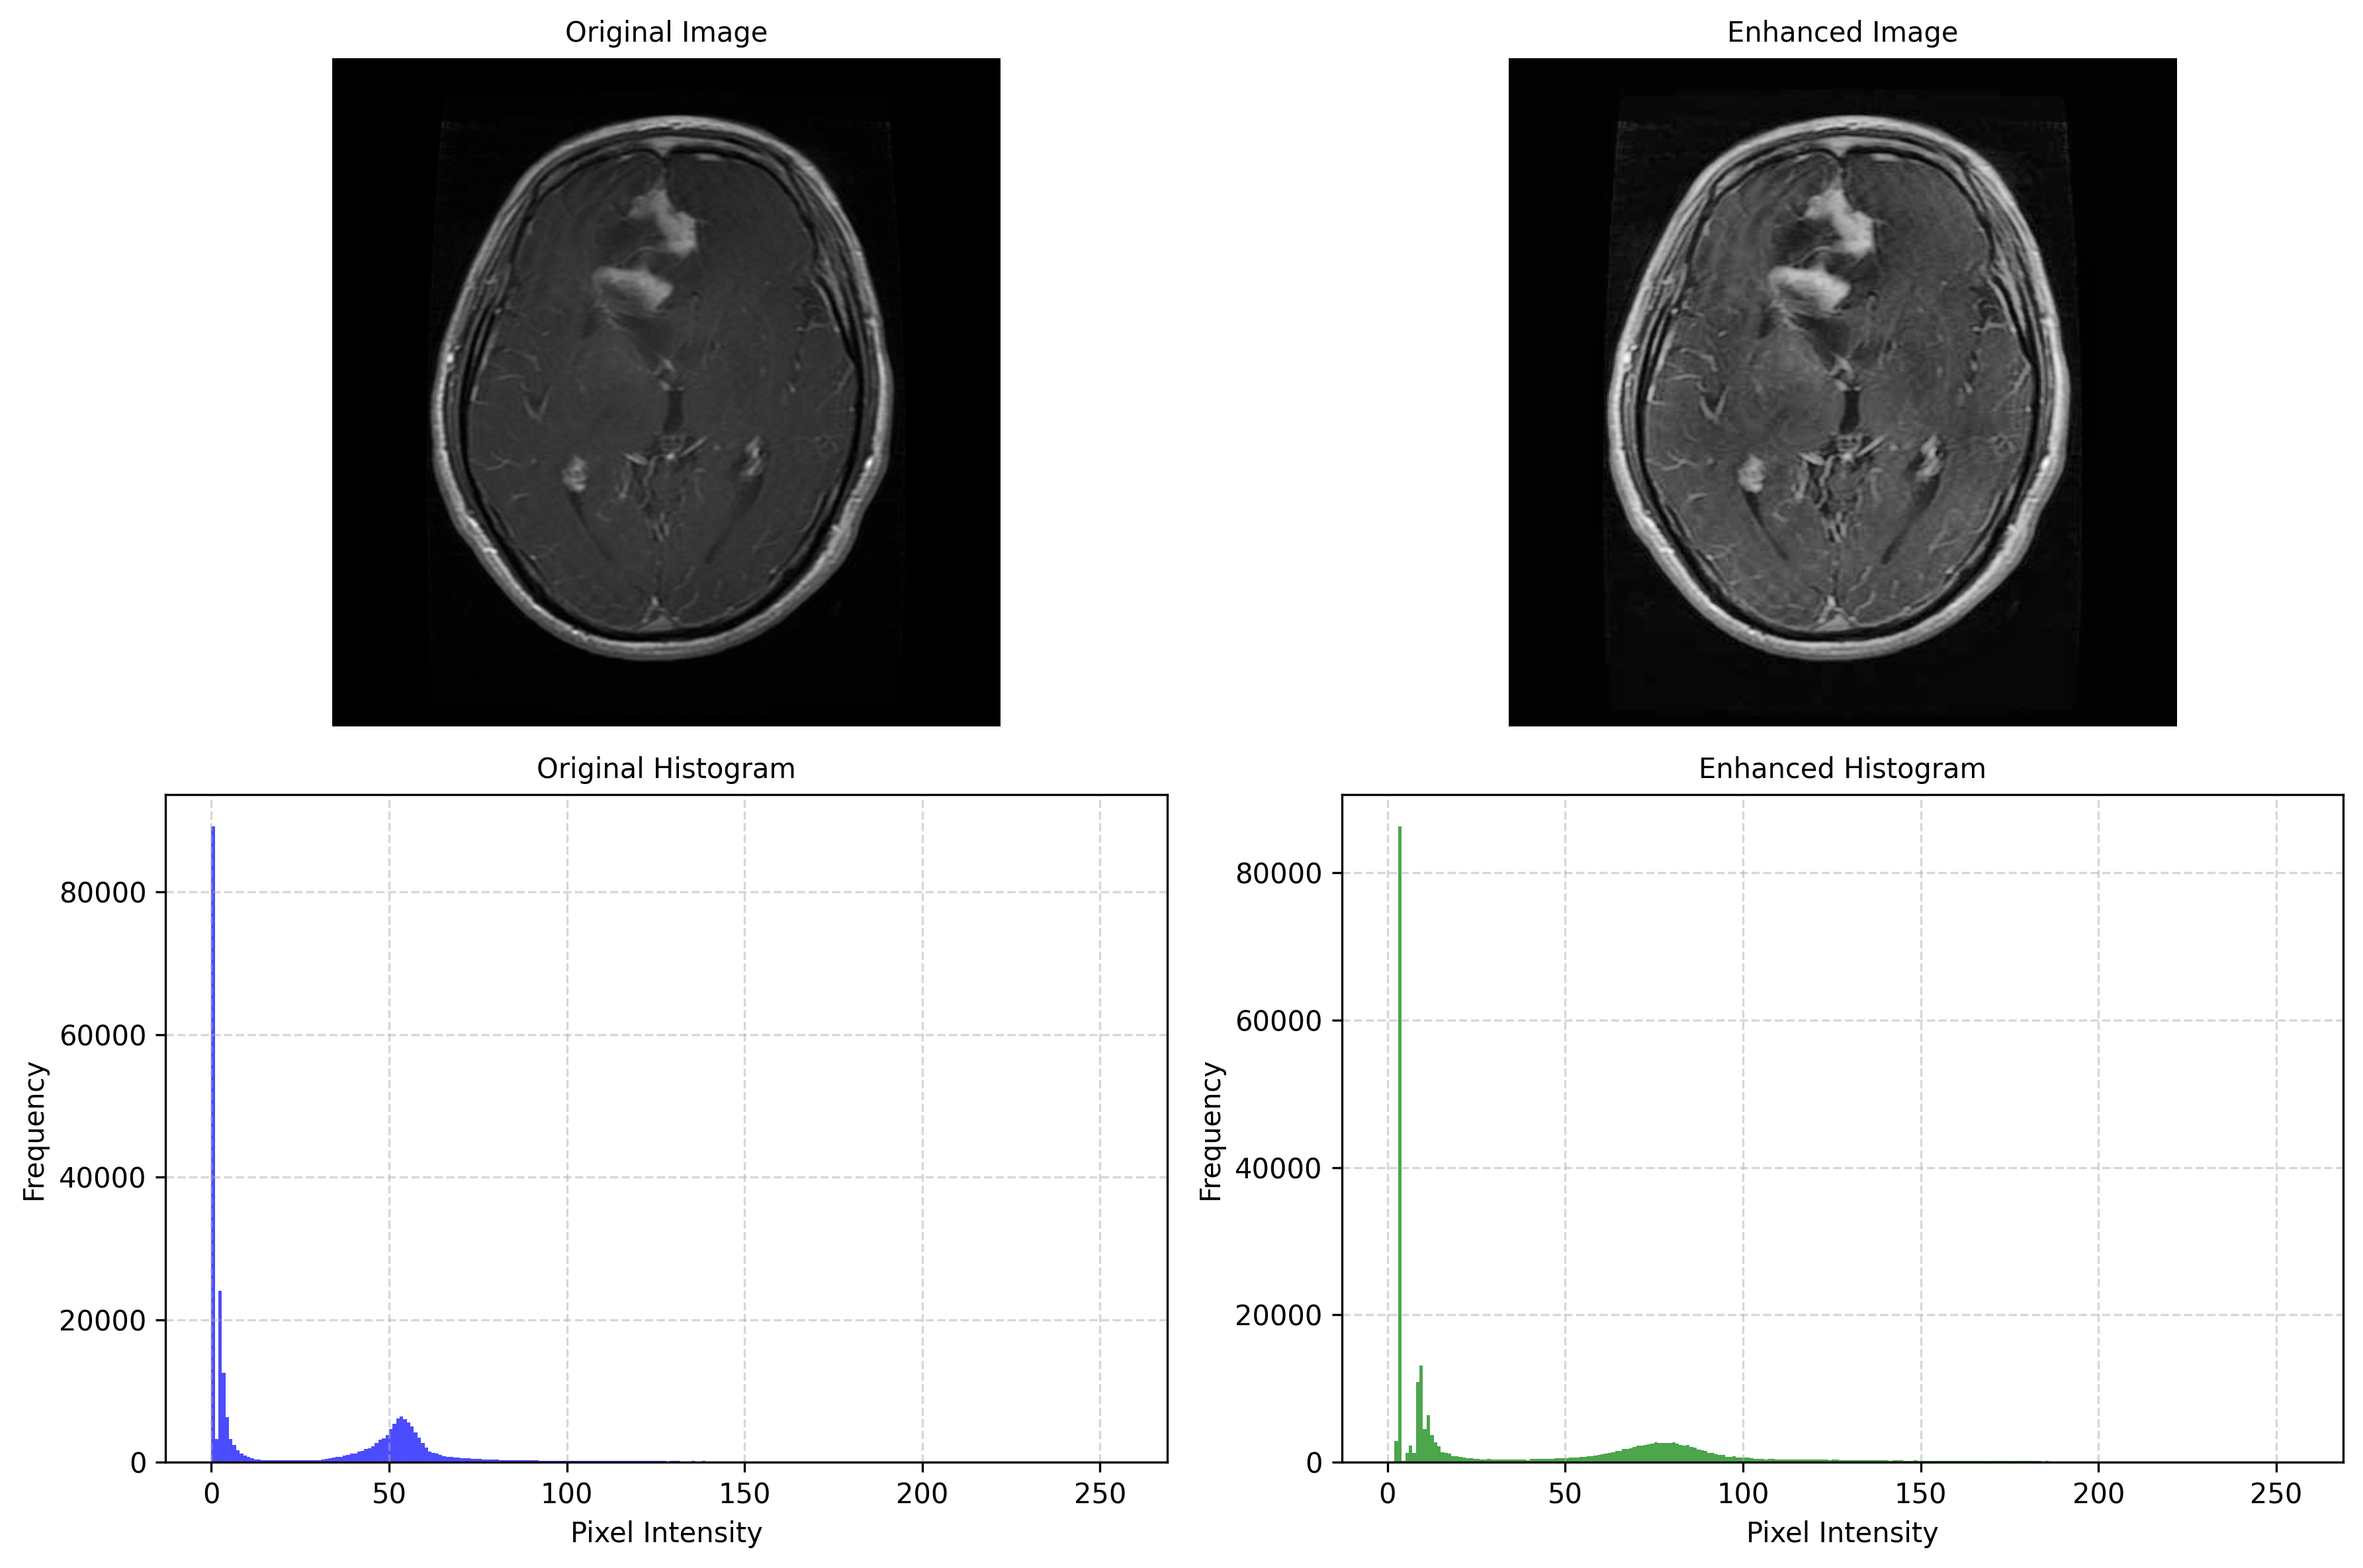 Original Image
Enhanced Image
Original Histogram
Enhanced Histogram
Frequency
80000
60000
40000
20000
0
0 50 100 150 200 250
Pixel Intensity
Frequency
80000
60000
40000
20000
0
0 50 100 150 200 250
Pixel Intensity